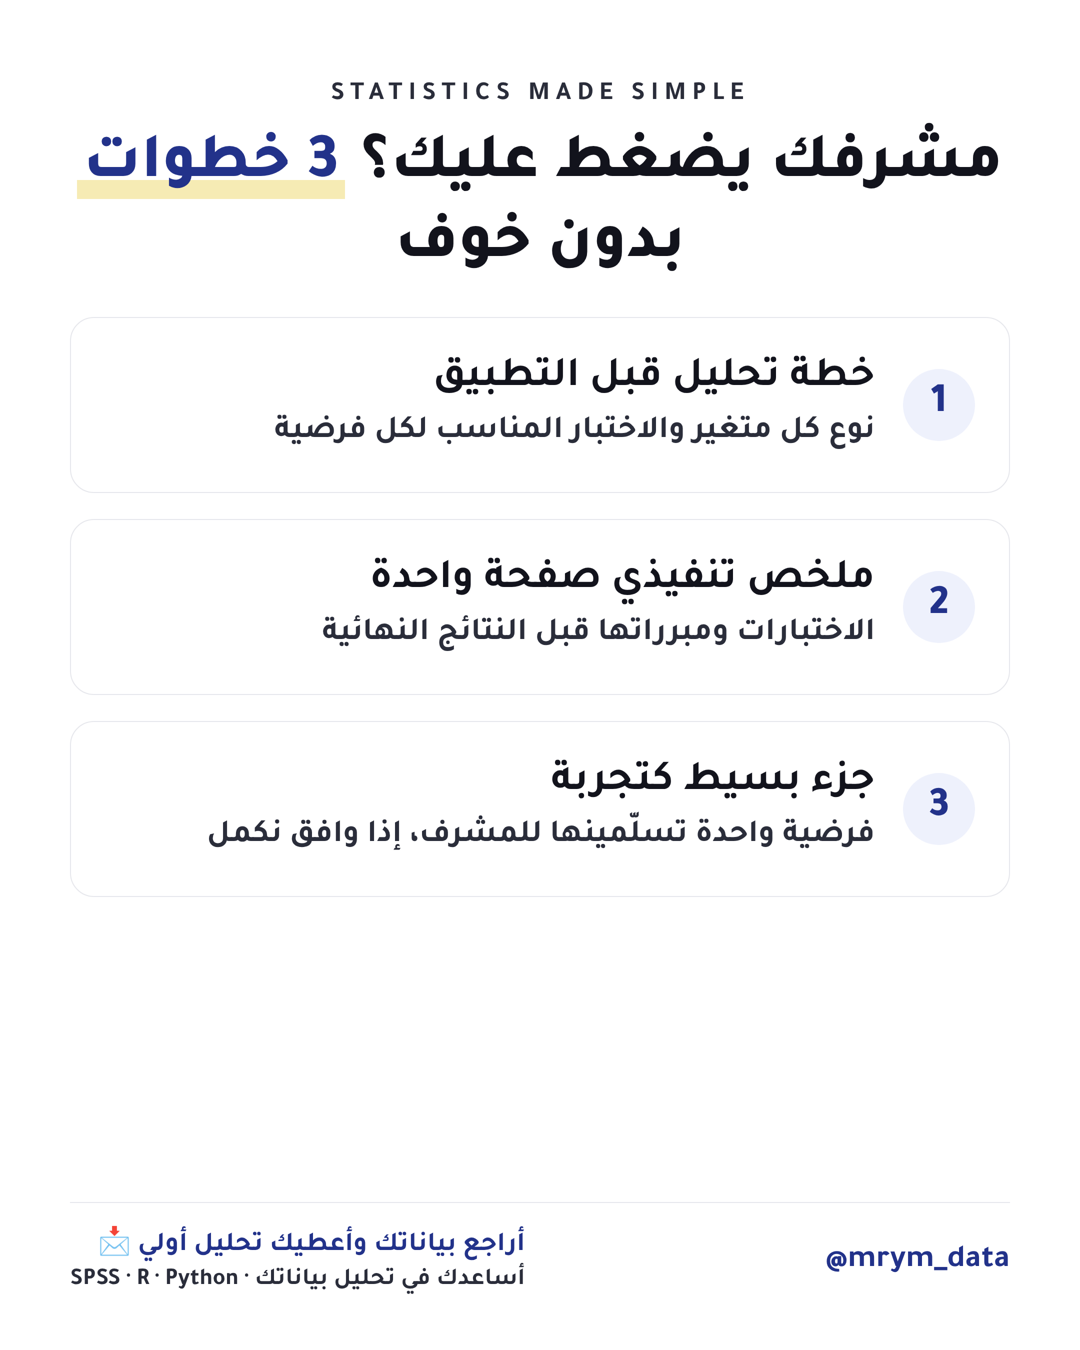 STATISTICS MADE SIMPLE
مشرفك يضغط عليك؟ 3 خطوات
بدون خوف
1
خطة تحليل قبل التطبيق
نوع كل متغير والاختبار المناسب لكل فرضية
2
ملخص تنفيذي صفحة واحدة
الاختبارات ومبرراتها قبل النتائج النهائية
3
جزء بسيط كتجربة
فرضية واحدة تسلّمينها للمشرف، إذا وافق نكمل
@mrym_data
أراجع بياناتك وأعطيك تحليل أولي 📩
أساعدك في تحليل بياناتك · SPSS · R · Python